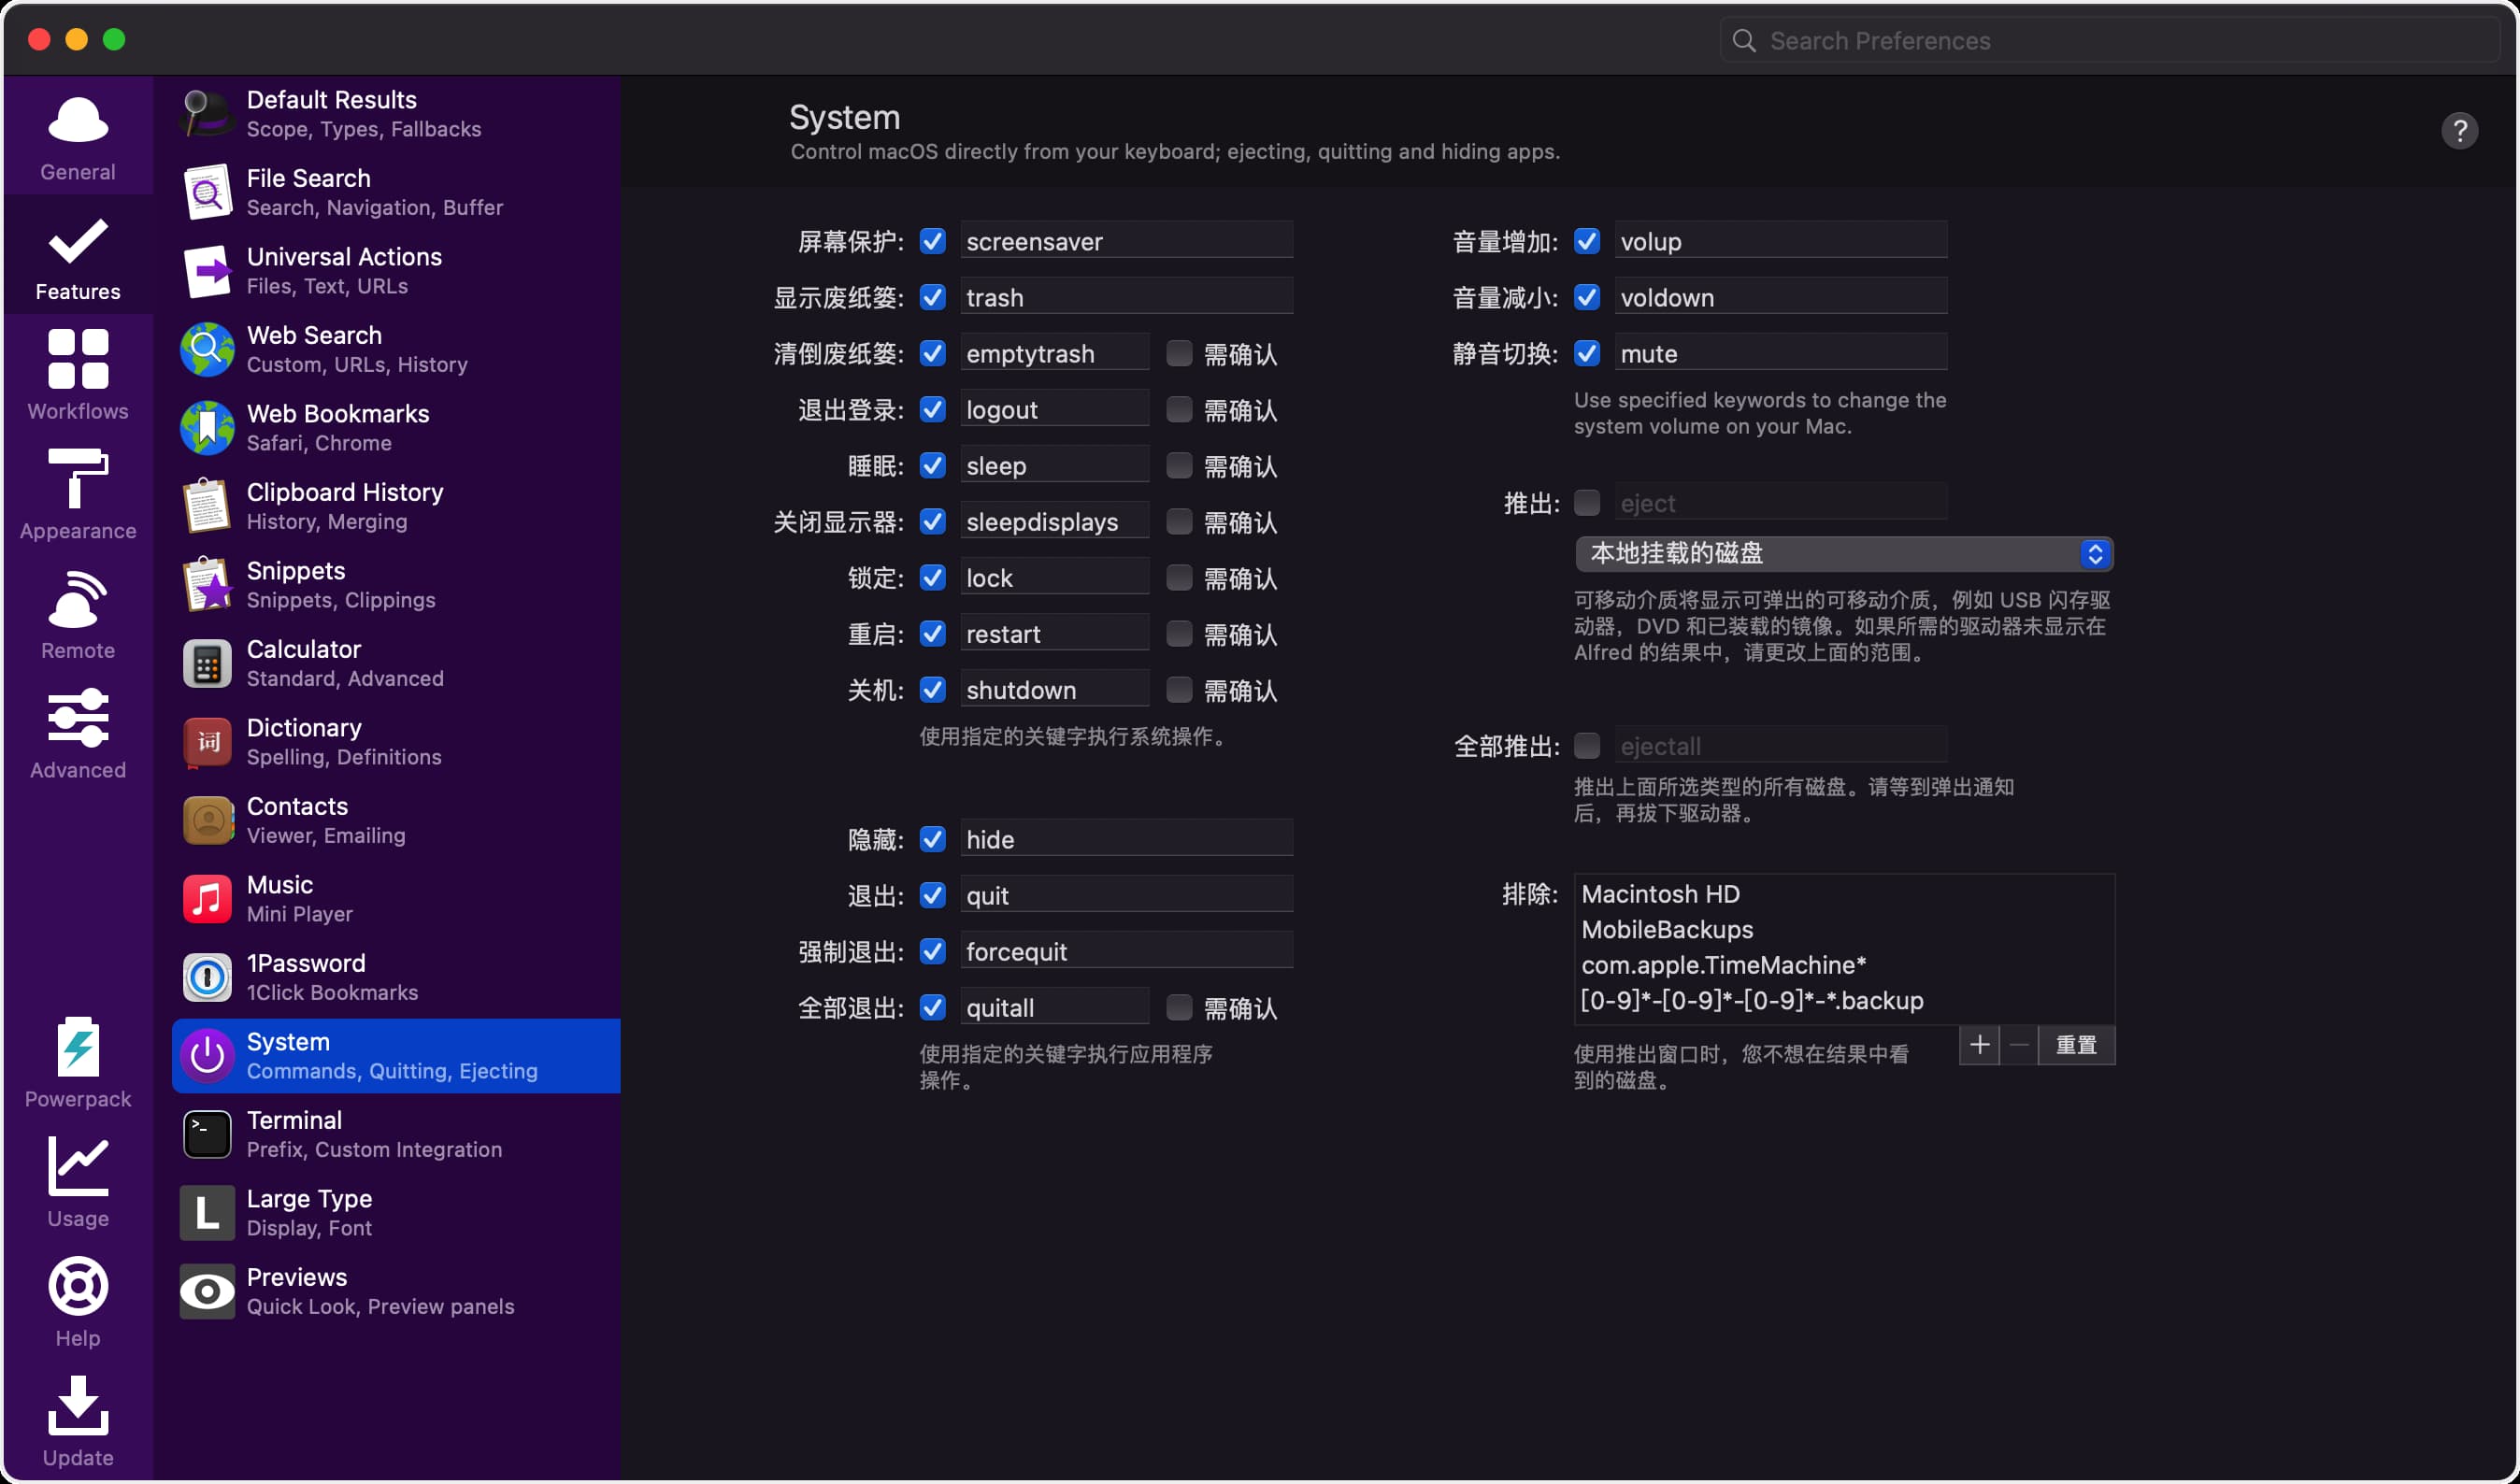 Search Preferences
General
Features
Workflows
Appearance
Remote
Advanced
Powerpack
Usage
Help
Update
Default Results
Scope, Types, Fallbacks
File Search
Search, Navigation, Buffer
Universal Actions
Files, Text, URLs
Web Search
Custom, URLs, History
Web Bookmarks
Safari, Chrome
Clipboard History
History, Merging
Snippets
Snippets, Clippings
Calculator
Standard, Advanced
词
Dictionary
Spelling, Definitions
Contacts
Viewer, Emailing
Music
Mini Player
1Password
1Click Bookmarks
System
Commands, Quitting, Ejecting
>_
Terminal
Prefix, Custom Integration
L
Large Type
Display, Font
Previews
Quick Look, Preview panels
System
Control macOS directly from your keyboard; ejecting, quitting and hiding apps.
?
屏幕保护: screensaver
显示废纸篓: trash
清倒废纸篓: emptytrash 需确认
退出登录: logout 需确认
睡眠: sleep 需确认
关闭显示器: sleepdisplays 需确认
锁定: lock 需确认
重启: restart 需确认
关机: shutdown 需确认
使用指定的关键字执行系统操作。
隐藏: hide
退出: quit
强制退出: forcequit
全部退出: quitall 需确认
使用指定的关键字执行应用程序
操作。
音量增加: volup
音量减小: voldown
静音切换: mute
Use specified keywords to change the
system volume on your Mac.
推出: eject
本地挂载的磁盘
可移动介质将显示可弹出的可移动介质，例如 USB 闪存驱
动器，DVD 和已装载的镜像。如果所需的驱动器未显示在
Alfred 的结果中，请更改上面的范围。
全部推出: ejectall
推出上面所选类型的所有磁盘。请等到弹出通知
后，再拔下驱动器。
排除: Macintosh HD
MobileBackups
com.apple.TimeMachine*
[0-9]*-[0-9]*-[0-9]*-*.backup
+ — 重置
使用推出窗口时，您不想在结果中看
到的磁盘。